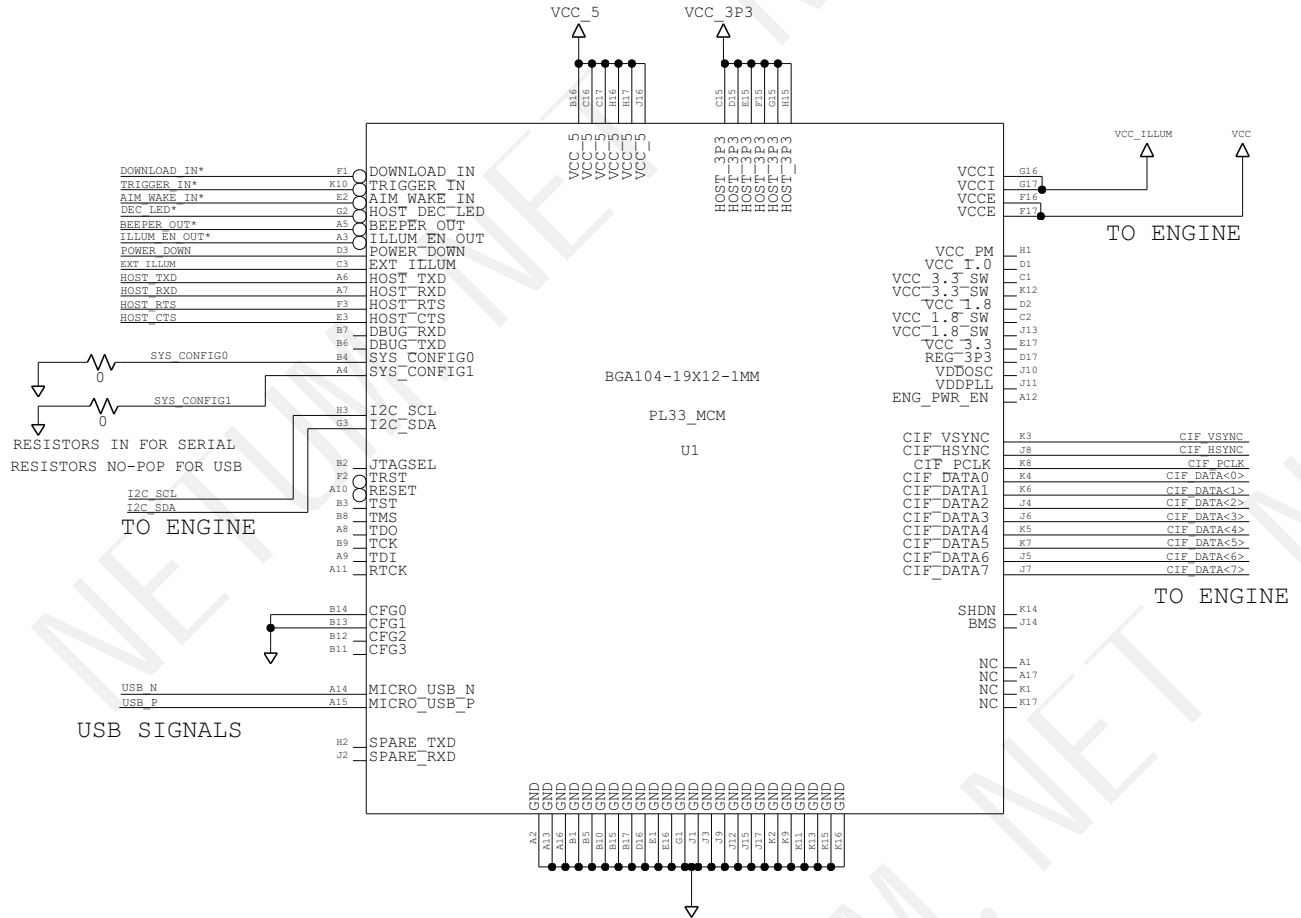 VCC_5
VCC_3P3
B16 C16 C17 H16 H17 J16
C15 D15 E15 F15 G15 H15
VCC_5 VCC_5 VCC_5 VCC_5 VCC_5 VCC_5
HOST_3P3 HOST_3P3 HOST_3P3 HOST_3P3 HOST_3P3 HOST_3P3
DOWNLOAD_IN* F1 DOWNLOAD_IN
TRIGGER_IN* K10 TRIGGER_IN
AIM_WAKE_IN* E2 AIM_WAKE_IN
DEC_LED* G2 HOST_DEC_LED
BEEPER_OUT* A5 BEEPER_OUT
ILLUM_EN_OUT* A3 ILLUM_EN_OUT
POWER_DOWN D3 POWER_DOWN
EXT_ILLUM C3 EXT_ILLUM
HOST_TXD A6 HOST_TXD
HOST_RXD A7 HOST_RXD
HOST_RTS F3 HOST_RTS
HOST_CTS E3 HOST_CTS
B7 DBUG_RXD
B6 DBUG_TXD
SYS_CONFIG0 B4 SYS_CONFIG0
0
A4 SYS_CONFIG1
SYS_CONFIG1
0
RESISTORS IN FOR SERIAL
RESISTORS NO-POP FOR USB
H3 I2C_SCL
G3 I2C_SDA
I2C_SCL
I2C_SDA
TO ENGINE
B2 JTAGSEL
F2 TRST
A10 RESET
B3 TST
B8 TMS
A8 TDO
B9 TCK
A9 TDI
A11 RTCK
B14 CFG0
B13 CFG1
B12 CFG2
B11 CFG3
USB_N A14 MICRO_USB_N
USB_P A15 MICRO_USB_P
USB SIGNALS
H2 SPARE_TXD
J2 SPARE_RXD
BGA104-19X12-1MM
PL33_MCM
U1
VCC_ILLUM VCC
VCCI G16
VCCI G17
VCCE F16
VCCE F17
TO ENGINE
VCC_PM H1
VCC_1.0 D1
VCC_3.3_SW C1
VCC_3.3_SW K12
VCC_1.8 D2
VCC_1.8_SW C2
VCC_1.8_SW J13
VCC_3.3 E17
REG_3P3 D17
VDDOSC J10
VDDPLL J11
ENG_PWR_EN A12
CIF_VSYNC K3 CIF_VSYNC
CIF_HSYNC J8 CIF_HSYNC
CIF_PCLK K8 CIF_PCLK
CIF_DATA0 K4 CIF_DATA<0>
CIF_DATA1 K6 CIF_DATA<1>
CIF_DATA2 J4 CIF_DATA<2>
CIF_DATA3 J6 CIF_DATA<3>
CIF_DATA4 K5 CIF_DATA<4>
CIF_DATA5 K7 CIF_DATA<5>
CIF_DATA6 J5 CIF_DATA<6>
CIF_DATA7 J7 CIF_DATA<7>
TO ENGINE
SHDN K14
BMS J14
NC A1
NC A17
NC K1
NC K17
GND GND GND GND GND GND GND GND GND GND GND GND GND GND GND GND GND GND GND GND GND GND GND GND
A2 A13 A16 B1 B5 B10 B15 B17 D16 E1 E16 G1 J1 J3 J9 J12 J15 J17 K2 K9 K11 K13 K15 K16
NETUM.NET